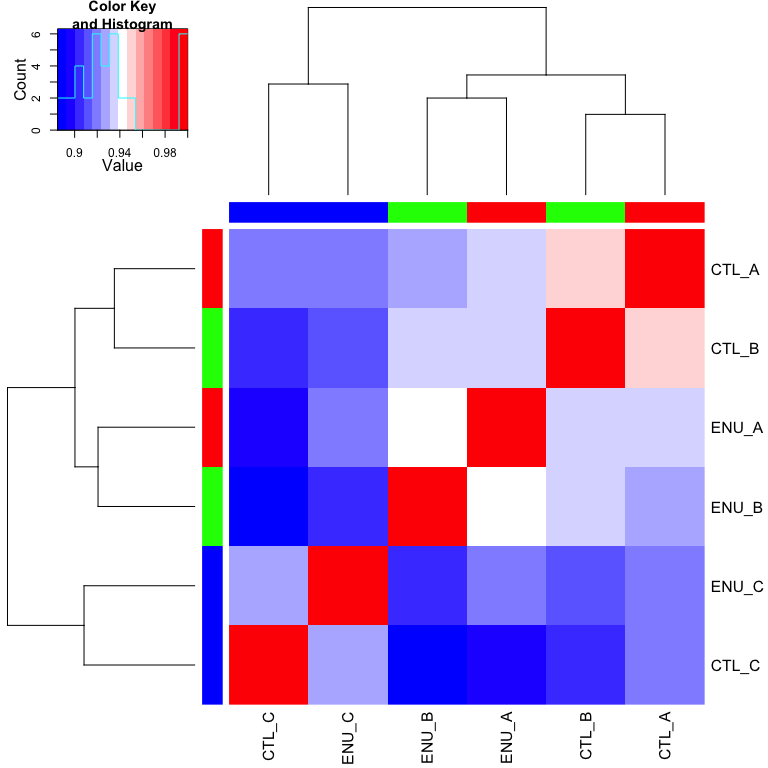 Color Key
and Histogram
Count
0 2 4 6
0.9 0.94 0.98
Value
CTL_A
CTL_B
ENU_A
ENU_B
ENU_C
CTL_C
CTL_C ENU_C ENU_B ENU_A CTL_B CTL_A